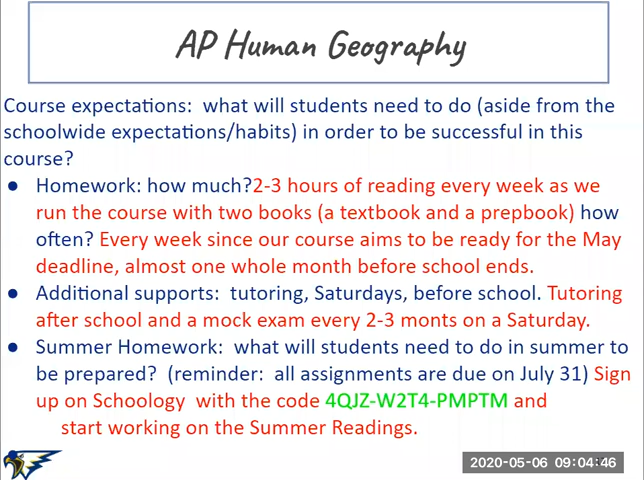 AP Human Geography
Course expectations:  what will students need to do (aside from the
schoolwide expectations/habits) in order to be successful in this
course?
● Homework: how much?2-3 hours of reading every week as we
run the course with two books (a textbook and a prepbook) how
often? Every week since our course aims to be ready for the May
deadline, almost one whole month before school ends.
● Additional supports:  tutoring, Saturdays, before school. Tutoring
after school and a mock exam every 2-3 monts on a Saturday.
● Summer Homework:  what will students need to do in summer to
be prepared?  (reminder:  all assignments are due on July 31) Sign
up on Schoology  with the code 4QJZ-W2T4-PMPTM and
start working on the Summer Readings.
2020-05-06  09:04:46